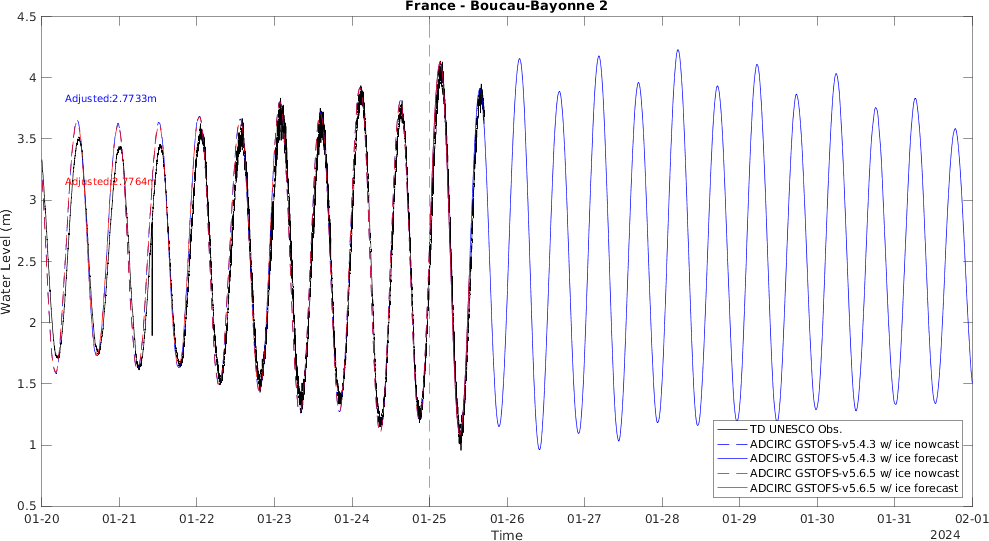 France - Boucau-Bayonne 2
4.5
4
3.5
3
2.5
2
1.5
1
0.5
Water Level (m)
Adjusted:2.7733m
Adjusted:2.7764m
TD UNESCO Obs.
ADCIRC GSTOFS-v5.4.3 w/ ice nowcast
ADCIRC GSTOFS-v5.4.3 w/ ice forecast
ADCIRC GSTOFS-v5.6.5 w/ ice nowcast
ADCIRC GSTOFS-v5.6.5 w/ ice forecast
01-20 01-21 01-22 01-23 01-24 01-25 01-26 01-27 01-28 01-29 01-30 01-31 02-01
Time
2024